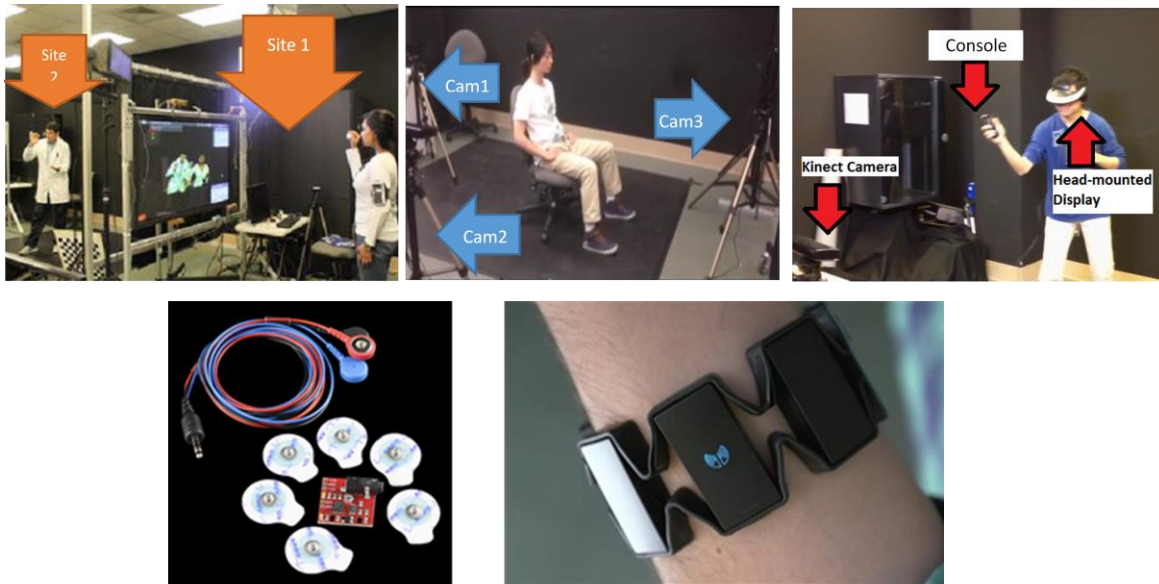 Site
2
Site 1
Cam1
Cam2
Cam3
Console
Kinect Camera
Head-mounted
Display